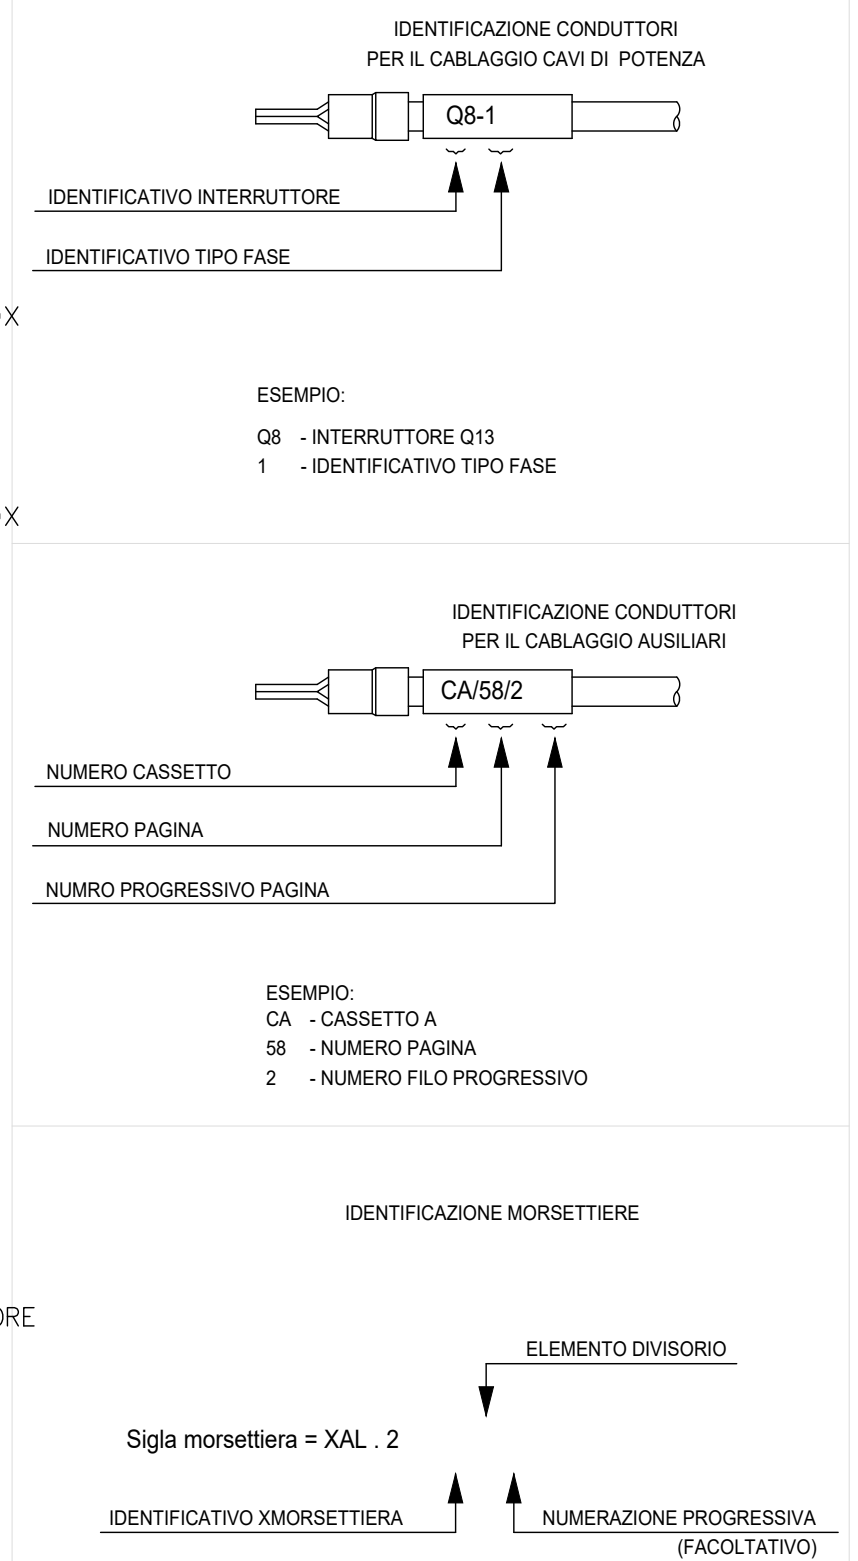 IDENTIFICAZIONE CONDUTTORI
PER IL CABLAGGIO CAVI DI POTENZA
Q8-1
IDENTIFICATIVO INTERRUTTORE
IDENTIFICATIVO TIPO FASE
X
ESEMPIO:
Q8 - INTERRUTTORE Q13
1 - IDENTIFICATIVO TIPO FASE
X
IDENTIFICAZIONE CONDUTTORI
PER IL CABLAGGIO AUSILIARI
CA/58/2
NUMERO CASSETTO
NUMERO PAGINA
NUMRO PROGRESSIVO PAGINA
ESEMPIO:
CA - CASSETTO A
58 - NUMERO PAGINA
2 - NUMERO FILO PROGRESSIVO
IDENTIFICAZIONE MORSETTIERE
ORE
ELEMENTO DIVISORIO
Sigla morsettiera = XAL . 2
IDENTIFICATIVO XMORSETTIERA
NUMERAZIONE PROGRESSIVA
(FACOLTATIVO)